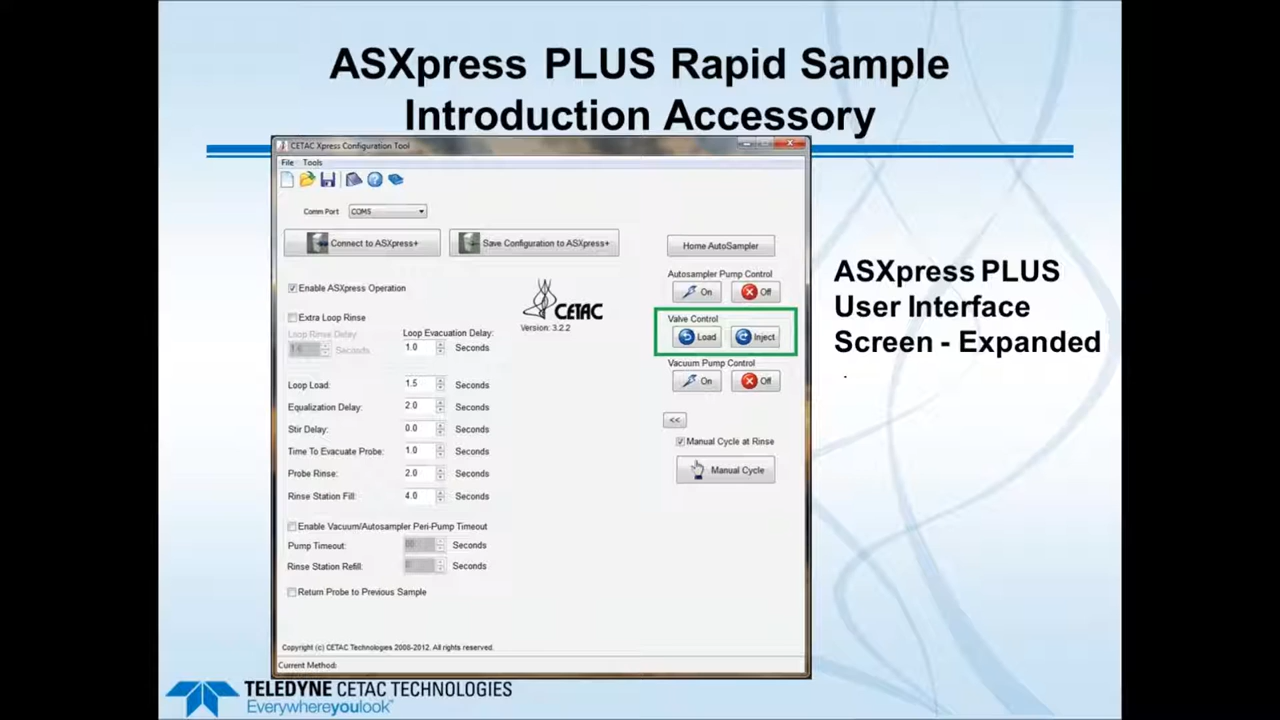 ASXpress PLUS Rapid Sample
Introduction Accessory
CETAC Xpress Configuration Tool
File Tools
Comm Port COM5
Connect to ASXpress+ Save Configuration to ASXpress+
Home AutoSampler
Autosampler Pump Control
On Off
Enable ASXpress Operation
CETAC
Version: 3.2.2
Extra Loop Rinse
Loop Rinse Delay:
Seconds
Loop Evacuation Delay:
1.0 Seconds
Valve Control
Load Inject
Vacuum Pump Control
On Off
Loop Load: 1.5 Seconds
Equalization Delay: 2.0 Seconds
Stir Delay: 0.0 Seconds
Time To Evacuate Probe: 1.0 Seconds
Probe Rinse: 2.0 Seconds
Rinse Station Fill: 4.0 Seconds
<<
Manual Cycle at Rinse
Manual Cycle
Enable Vacuum/Autosampler Peri-Pump Timeout
Pump Timeout: Seconds
Rinse Station Refill: Seconds
Return Probe to Previous Sample
Copyright (c) CETAC Technologies 2008-2012. All rights reserved.
Current Method:
ASXpress PLUS
User Interface
Screen - Expanded
.
TELEDYNE CETAC TECHNOLOGIES
Everywhereyoulook™